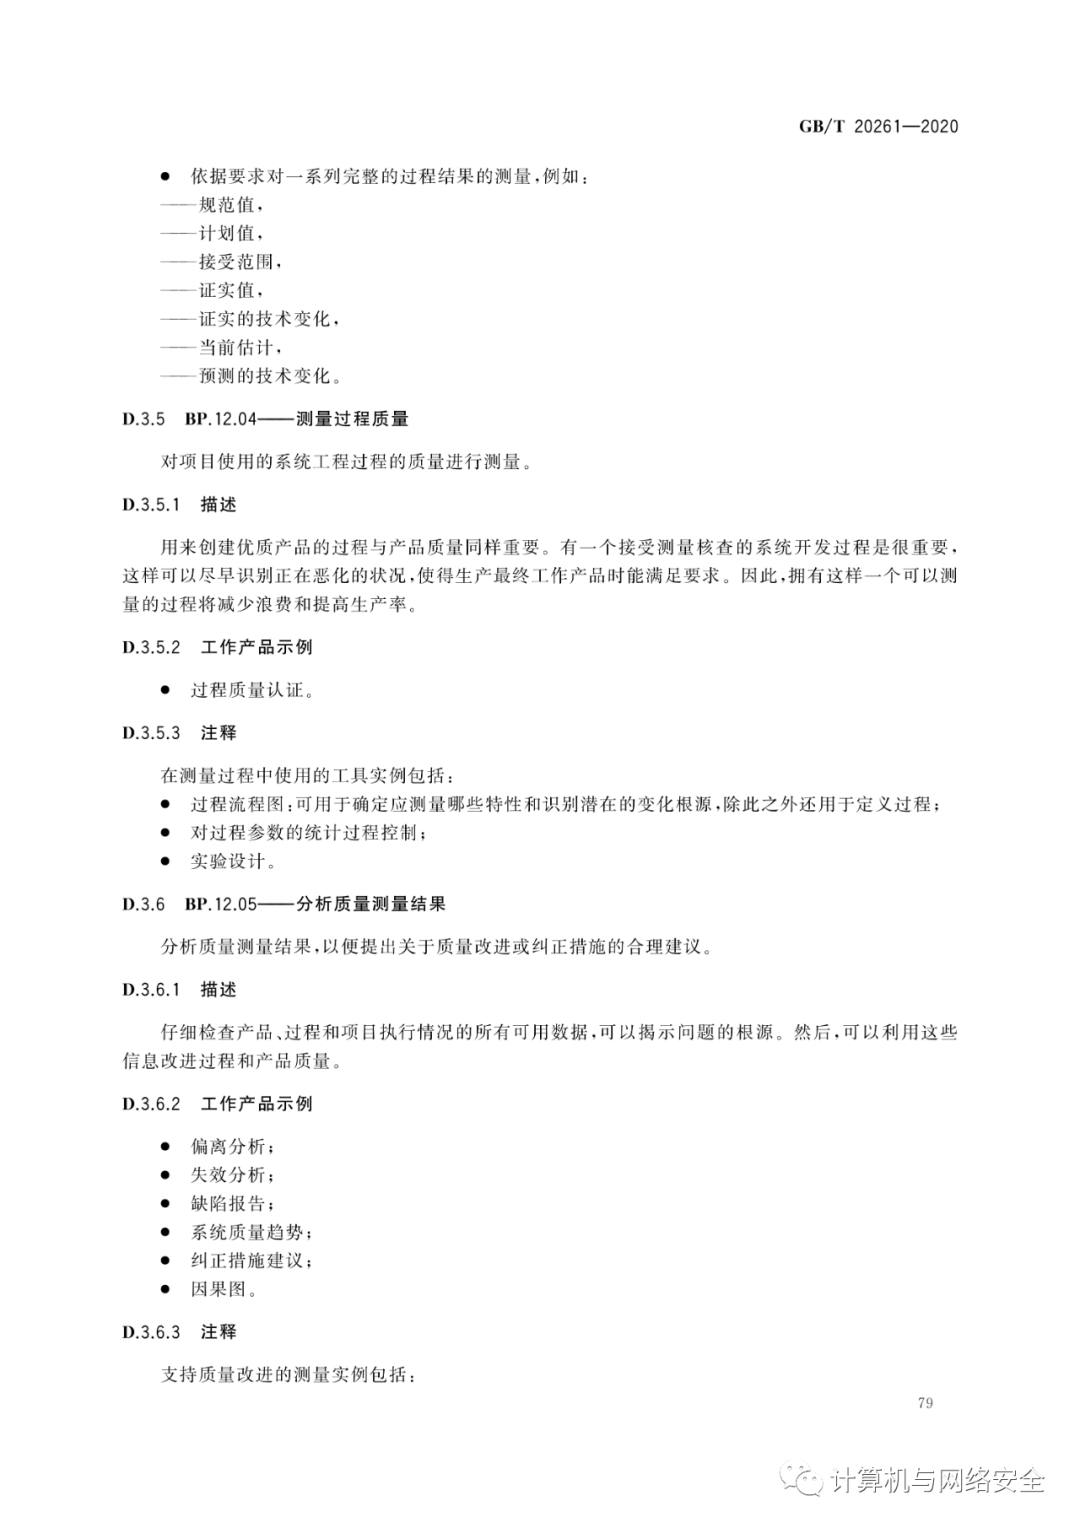 GB/T 20261—2020
● 依据要求对一系列完整的过程结果的测量,例如:
——规范值,
——计划值,
——接受范围,
——证实值,
——证实的技术变化,
——当前估计,
——预测的技术变化。
D.3.5 BP.12.04——测量过程质量
对项目使用的系统工程过程的质量进行测量。
D.3.5.1 描述
用来创建优质产品的过程与产品质量同样重要。有一个接受测量核查的系统开发过程是很重要,
这样可以尽早识别正在恶化的状况,使得生产最终工作产品时能满足要求。因此,拥有这样一个可以测
量的过程将减少浪费和提高生产率。
D.3.5.2 工作产品示例
● 过程质量认证。
D.3.5.3 注释
在测量过程中使用的工具实例包括:
● 过程流程图:可用于确定应测量哪些特性和识别潜在的变化根源,除此之外还用于定义过程;
● 对过程参数的统计过程控制;
● 实验设计。
D.3.6 BP.12.05——分析质量测量结果
分析质量测量结果,以便提出关于质量改进或纠正措施的合理建议。
D.3.6.1 描述
仔细检查产品、过程和项目执行情况的所有可用数据,可以揭示问题的根源。然后,可以利用这些
信息改进过程和产品质量。
D.3.6.2 工作产品示例
● 偏离分析;
● 失效分析;
● 缺陷报告;
● 系统质量趋势;
● 纠正措施建议;
● 因果图。
D.3.6.3 注释
支持质量改进的测量实例包括:
79
计算机与网络安全